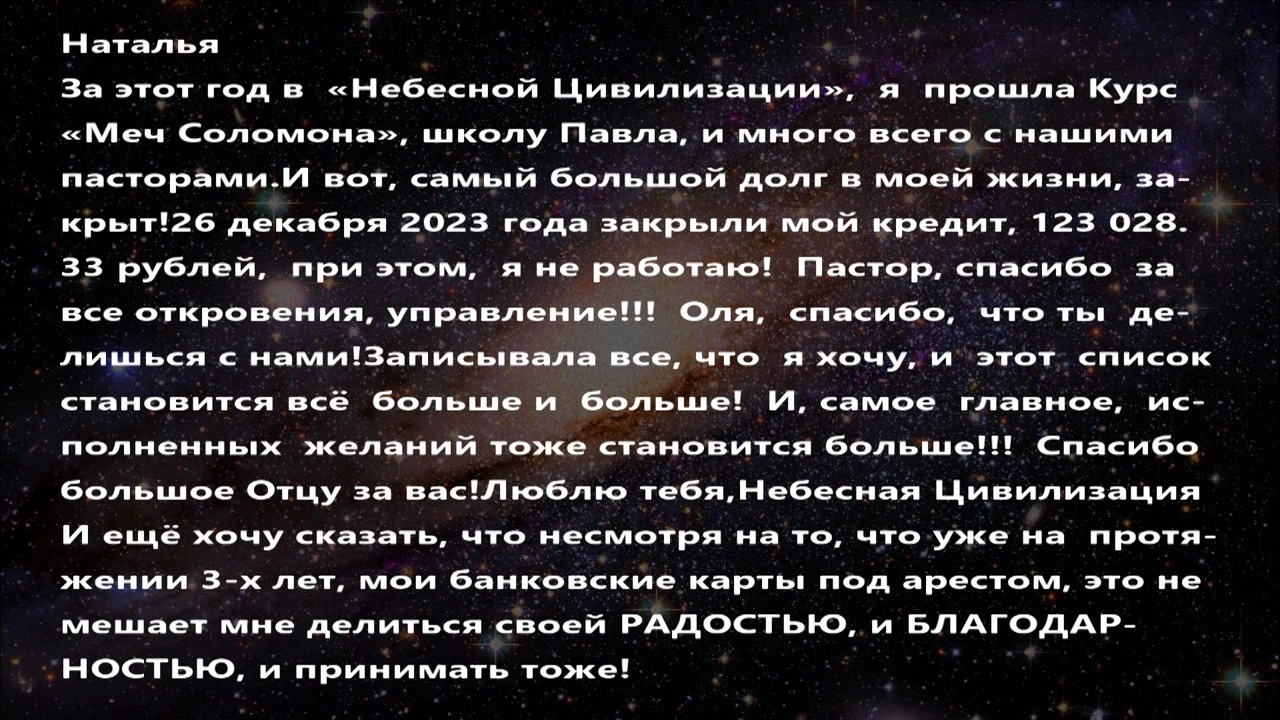 Наталья
За этот год в «Небесной Цивилизации», я прошла Курс
«Меч Соломона», школу Павла, и много всего с нашими
пасторами.И вот, самый большой долг в моей жизни, за-
крыт!26 декабря 2023 года закрыли мой кредит, 123 028.
33 рублей, при этом, я не работаю! Пастор, спасибо за
все откровения, управление!!! Оля, спасибо, что ты де-
лишься с нами!Записывала все, что я хочу, и этот список
становится всё больше и больше! И, самое главное, ис-
полненных желаний тоже становится больше!!! Спасибо
большое Отцу за вас!Люблю тебя,Небесная Цивилизация
И ещё хочу сказать, что несмотря на то, что уже на протя-
жении 3-х лет, мои банковские карты под арестом, это не
мешает мне делиться своей РАДОСТЬЮ, и БЛАГОДАР-
НОСТЬЮ, и принимать тоже!